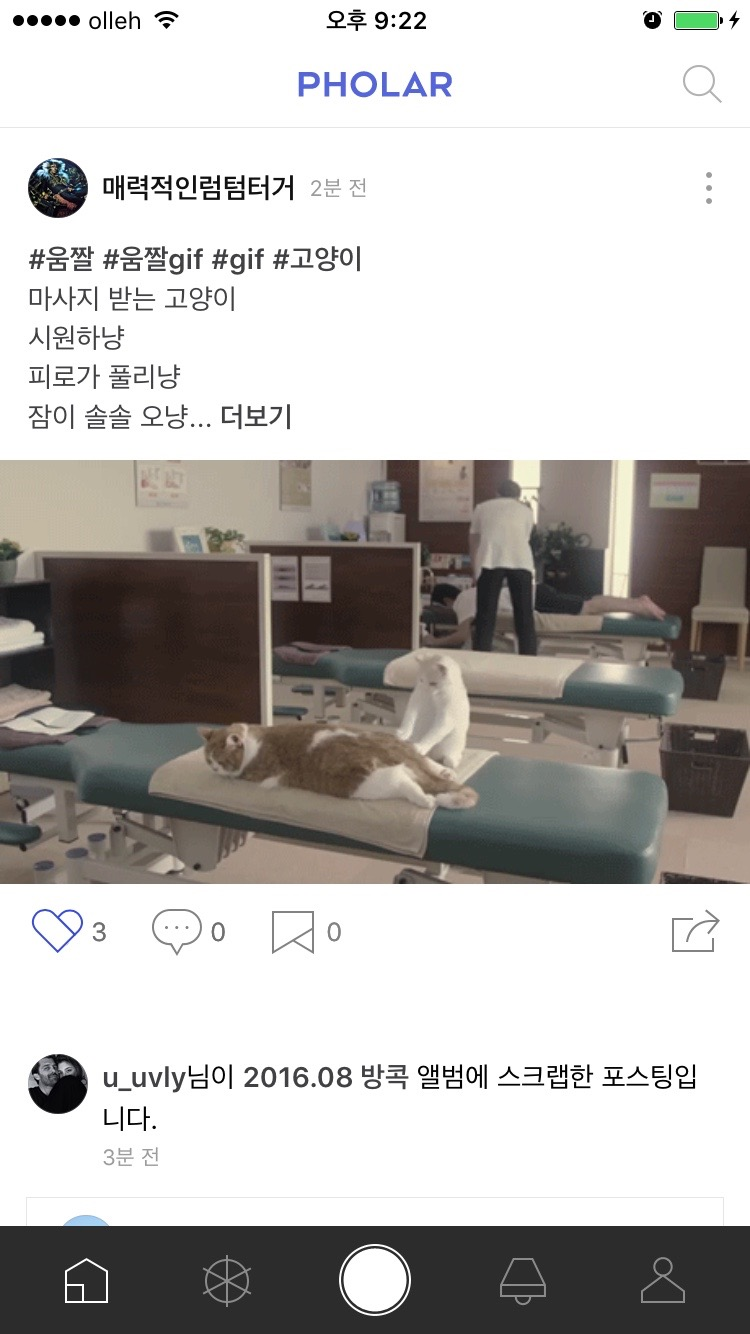 olleh 오후 9:22
PHOLAR
매력적인럼텀터거 2분 전
#움짤 #움짤gif #gif #고양이
마사지 받는 고양이
시원하냥
피로가 풀리냥
잠이 솔솔 오냥... 더보기
3 0 0
u_uvly님이 2016.08 방콕 앨범에 스크랩한 포스팅입
니다.
3분 전